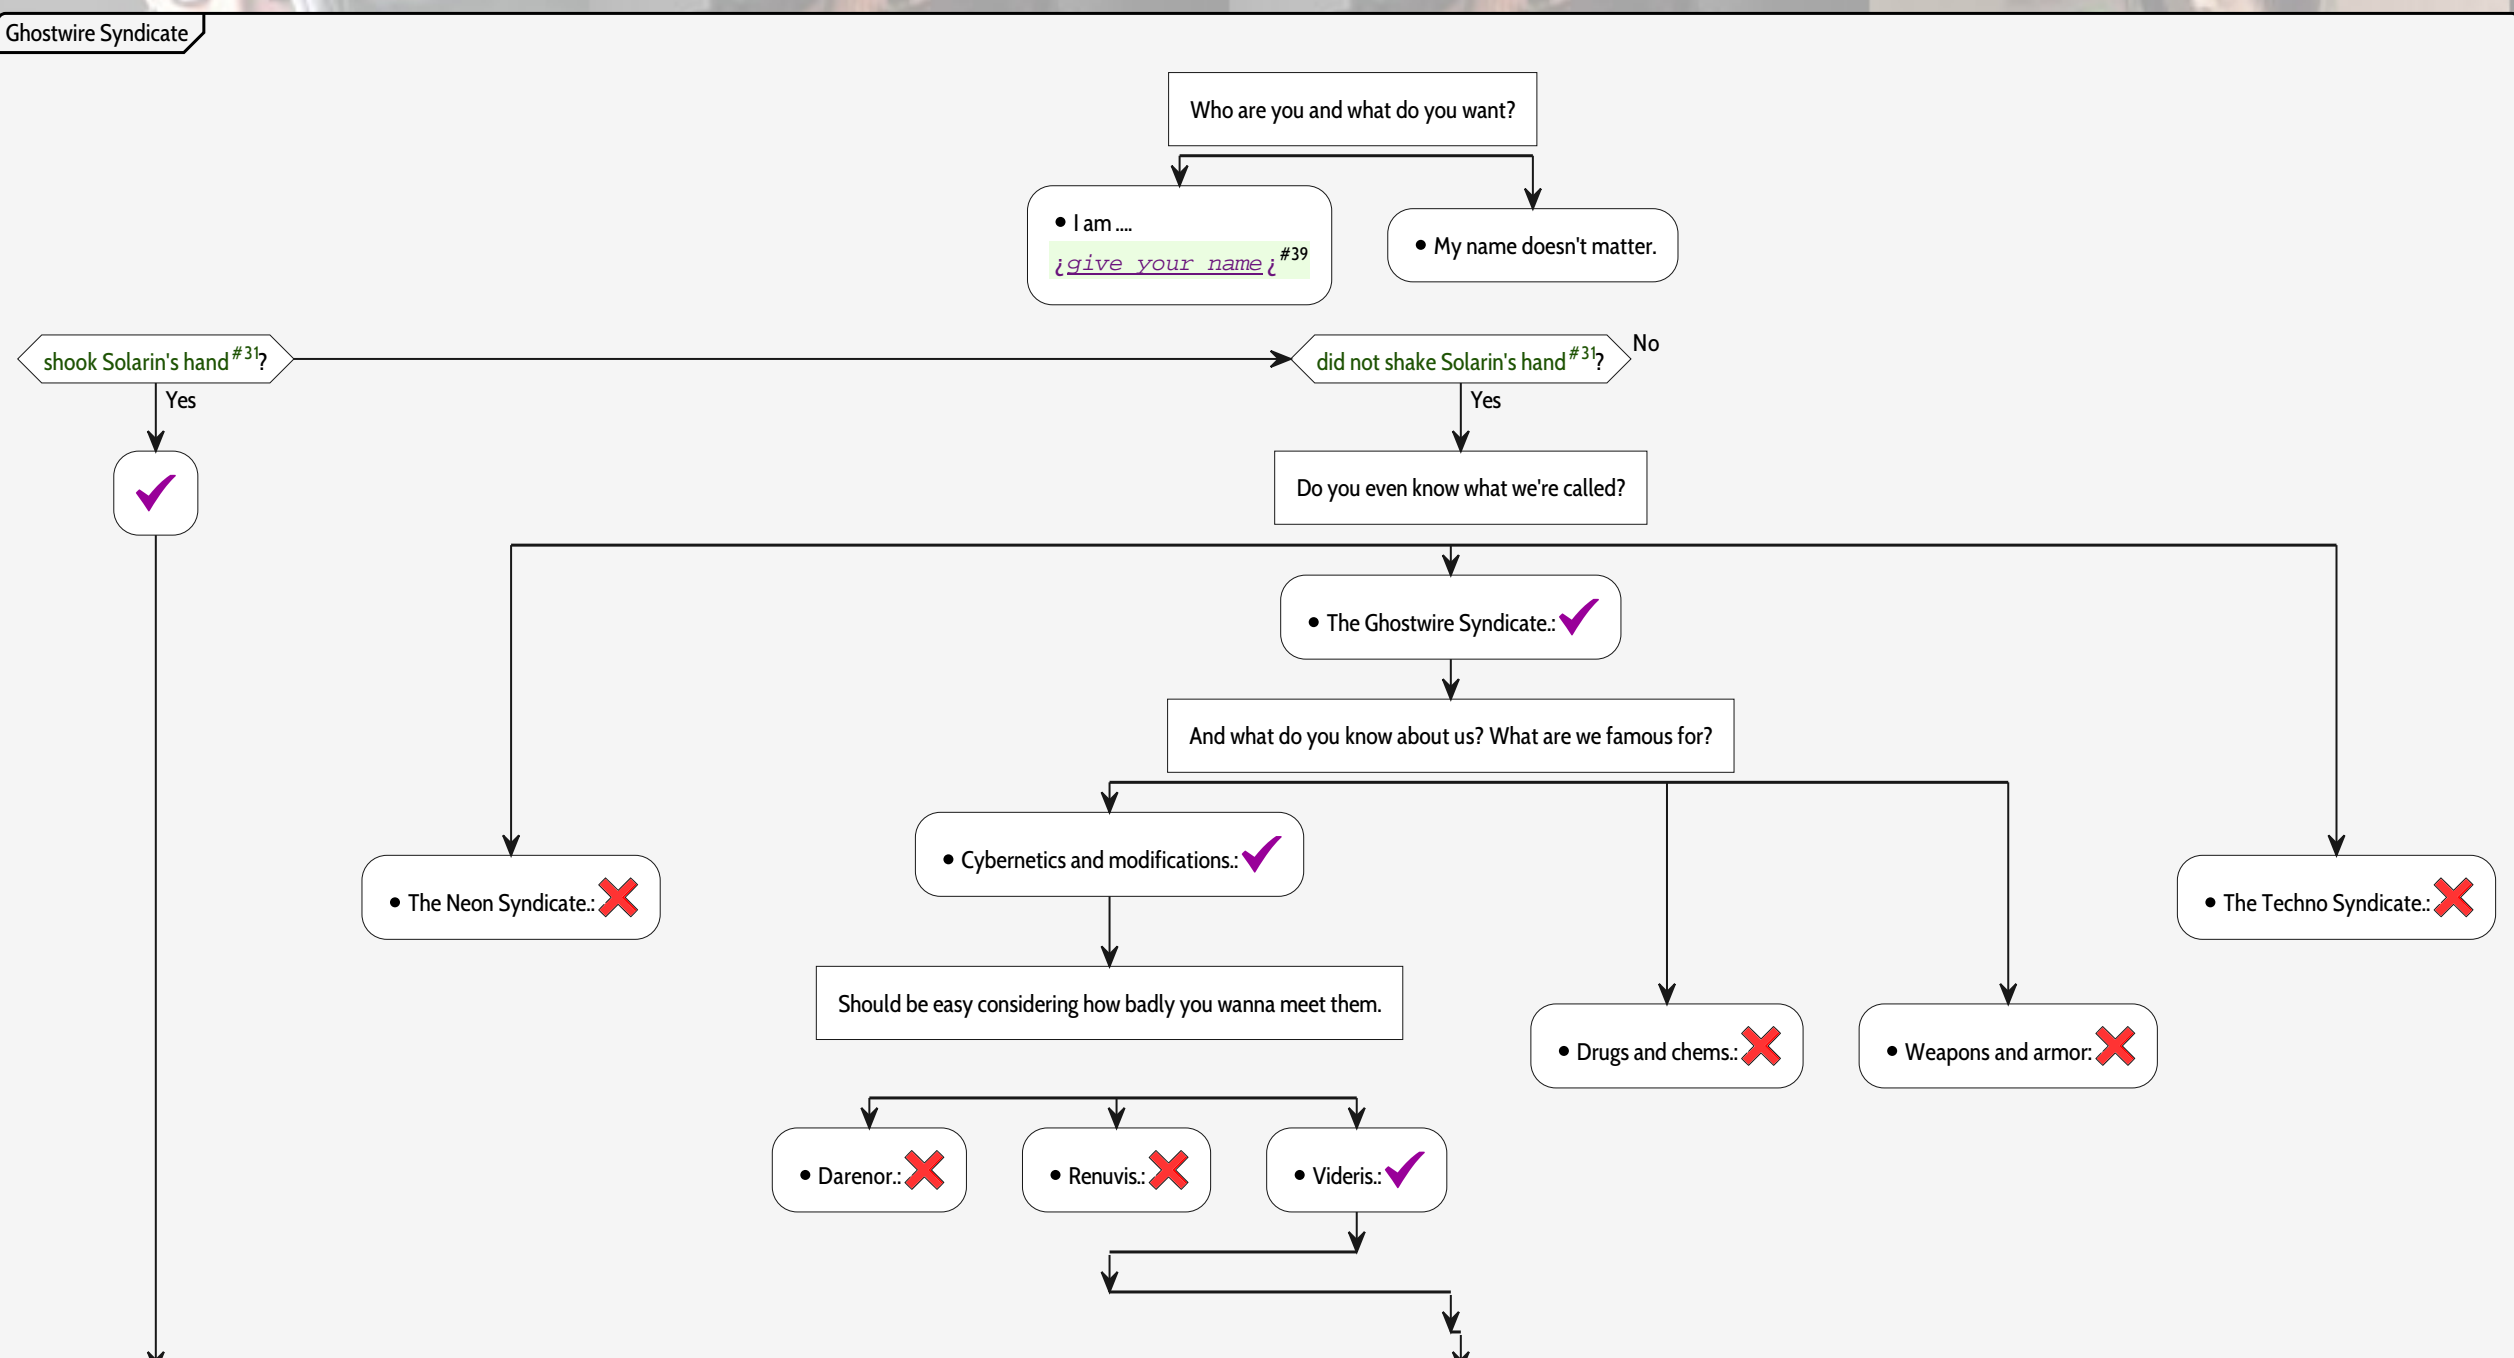 Ghostwire Syndicate
Who are you and what do you want?
• I am ....
¿give your name¿#39
• My name doesn't matter.
shook Solarin's hand#31?
did not shake Solarin's hand#31?
No
Yes
Yes
Do you even know what we're called?
• The Ghostwire Syndicate.:
And what do you know about us? What are we famous for?
• Cybernetics and modifications.:
• The Neon Syndicate.:
• The Techno Syndicate.:
Should be easy considering how badly you wanna meet them.
• Drugs and chems.:
• Weapons and armor:
• Darenor.:
• Renuvis.:
• Videris.: